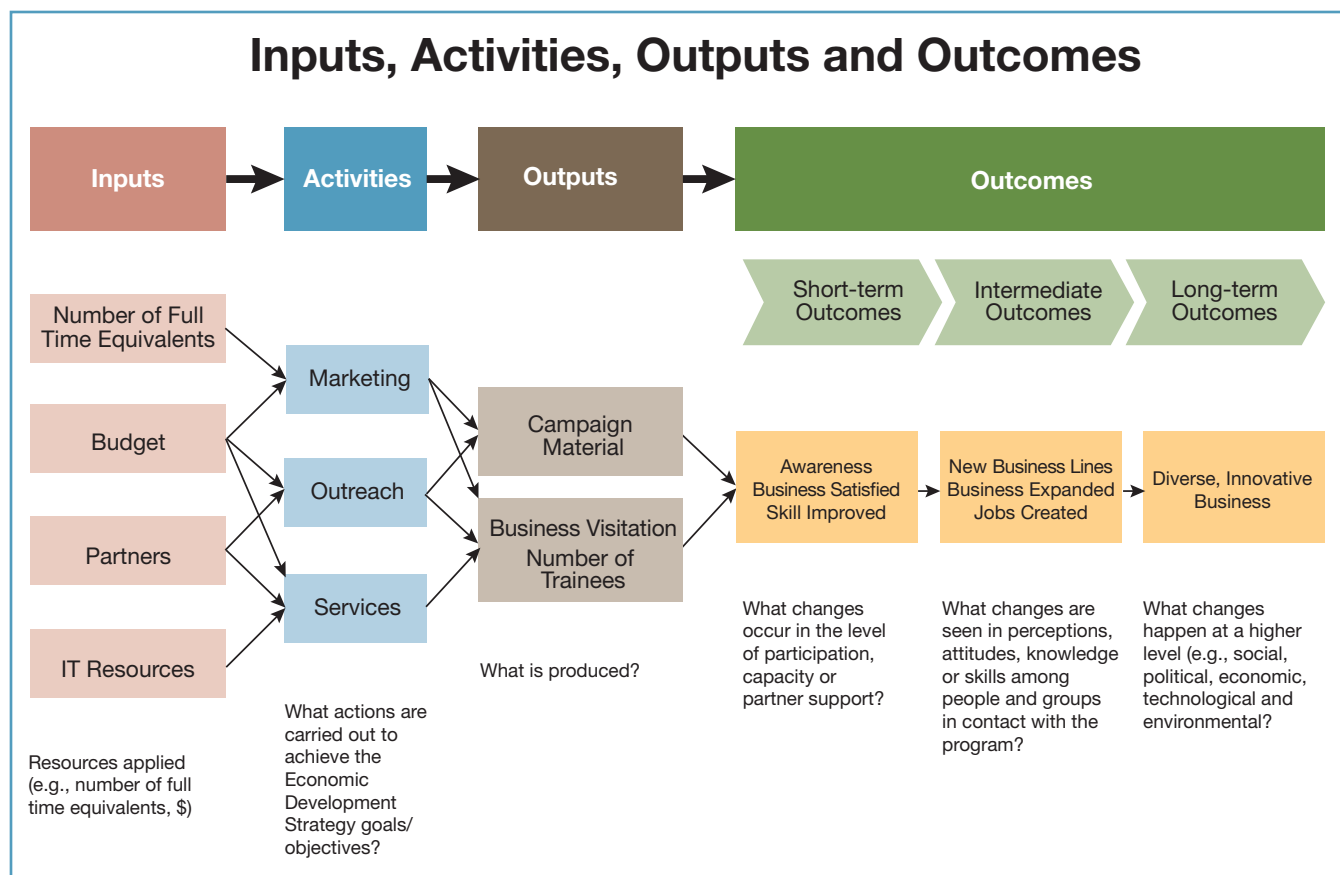 Inputs, Activities, Outputs and Outcomes
Inputs
Activities
Outputs
Outcomes
Short-term
Outcomes
Intermediate
Outcomes
Long-term
Outcomes
Number of Full
Time Equivalents
Budget
Partners
IT Resources
Resources applied
(e.g., number of full
time equivalents, $)
Marketing
Outreach
Services
What actions are
carried out to
achieve the
Economic
Development
Strategy goals/
objectives?
Campaign
Material
Business Visitation
Number of
Trainees
What is produced?
Awareness
Business Satisfied
Skill Improved
What changes
occur in the level
of participation,
capacity or
partner support?
New Business Lines
Business Expanded
Jobs Created
What changes are
seen in perceptions,
attitudes, knowledge
or skills among
people and groups
in contact with the
program?
Diverse, Innovative
Business
What changes
happen at a higher
level (e.g., social,
political, economic,
technological and
environmental?